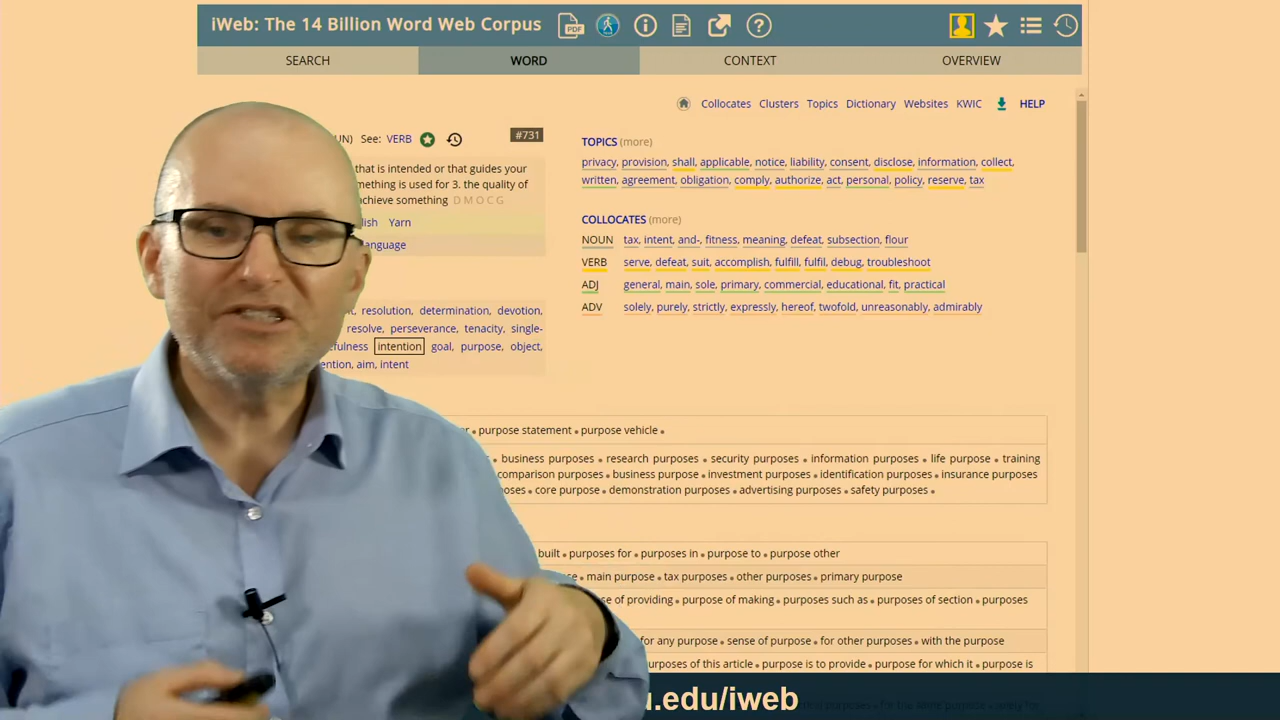 iWeb: The 14 Billion Word Web Corpus
PDF
SEARCH WORD CONTEXT OVERVIEW
Collocates Clusters Topics Dictionary Websites KWIC HELP
UN) See: VERB #731
that is intended or that guides your
mething is used for 3. the quality of
achieve something D M O C G
lish Yarn
anguage
resolution, determination, devotion,
resolve, perseverance, tenacity, single-
efulness intention goal, purpose, object,
ention, aim, intent
TOPICS (more)
privacy, provision, shall, applicable, notice, liability, consent, disclose, information, collect,
written, agreement, obligation, comply, authorize, act, personal, policy, reserve, tax
COLLOCATES (more)
NOUN tax, intent, and-, fitness, meaning, defeat, subsection, flour
VERB serve, defeat, suit, accomplish, fulfill, fulfil, debug, troubleshoot
ADJ general, main, sole, primary, commercial, educational, fit, practical
ADV solely, purely, strictly, expressly, hereof, twofold, unreasonably, admirably
r • purpose statement • purpose vehicle •
• business purposes • research purposes • security purposes • information purposes • life purpose • training
comparison purposes • business purpose • investment purposes • identification purposes • insurance purposes
oses • core purpose • demonstration purposes • advertising purposes • safety purposes •
built • purposes for • purposes in • purpose to • purpose other
se • main purpose • tax purposes • other purposes • primary purpose
se of providing • purpose of making • purposes such as • purposes of section • purposes
for any purpose • sense of purpose • for other purposes • with the purpose
purposes of this article • purpose is to provide • purpose for which it • purpose is
u.edu/iweb